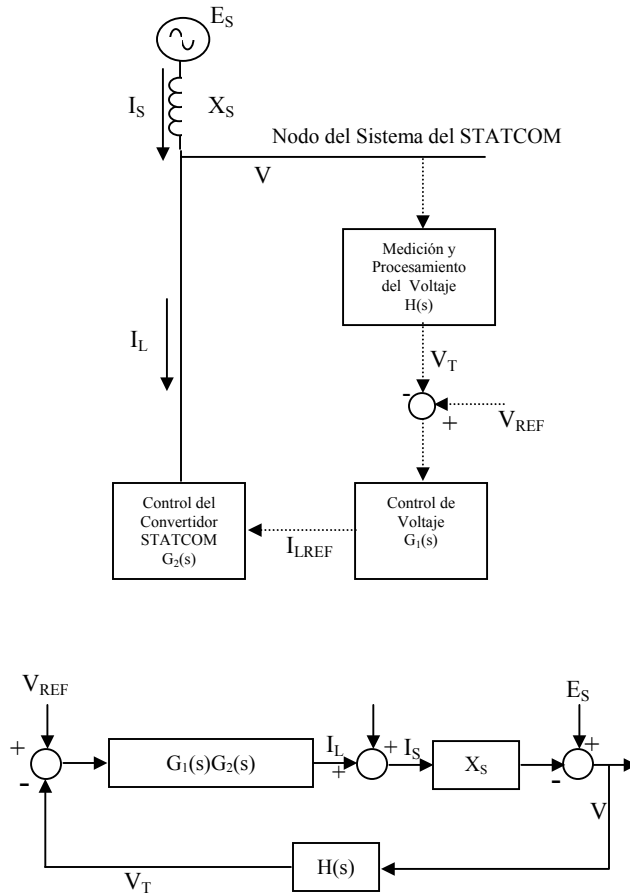 E_S
I_S
X_S
Nodo del Sistema del STATCOM
V
Medición y
Procesamiento
del Voltaje
H(s)
I_L
V_T
-
+
V_REF
Control del
Convertidor
STATCOM
G_2(s)
I_LREF
Control de
Voltaje
G_1(s)
V_REF
E_S
+
-
G_1(s)G_2(s)
I_L
+
+
I_S
X_S
-
+
V
H(s)
V_T